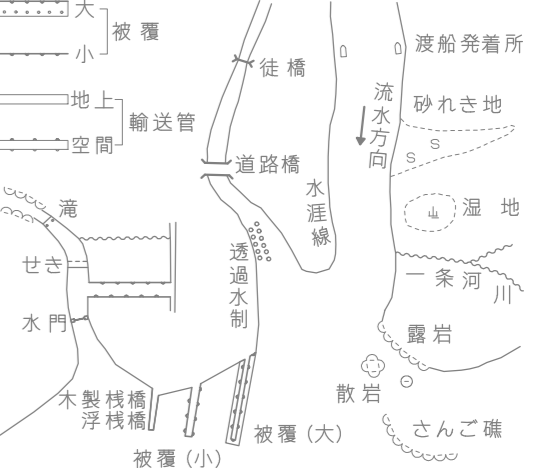 大
被覆
小
渡船発着所
徒橋
地上
輸送管
空間
流水方向
砂れき地
S
S
道路橋
水涯線
滝
湿地
透過水制
せき
一条河川
水門
露岩
散岩
木製桟橋
浮桟橋
被覆(大)
さんご礁
被覆(小)